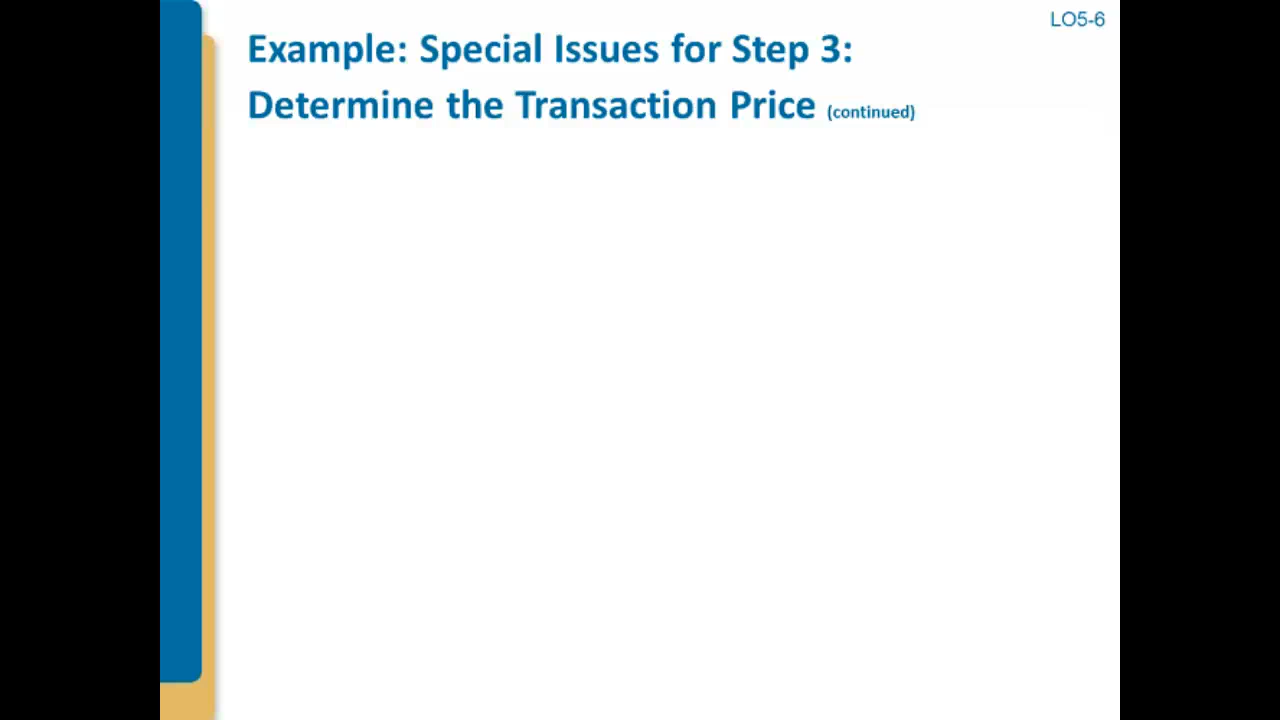 LO5-6
Example: Special Issues for Step 3:
Determine the Transaction Price (continued)